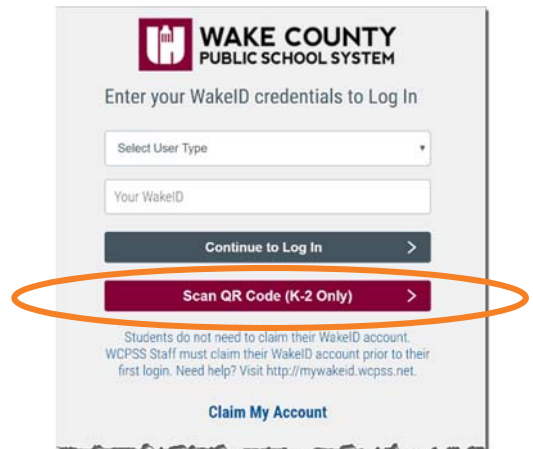 WAKE COUNTY
PUBLIC SCHOOL SYSTEM
Enter your WakeID credentials to Log In
Select User Type
Your WakeID
Continue to Log In
Scan QR Code (K-2 Only)
Students do not need to claim their WakeID account.
WCPSS Staff must claim their WakeID account prior to their
first login. Need help? Visit http://mywakeid.wcpss.net.
Claim My Account